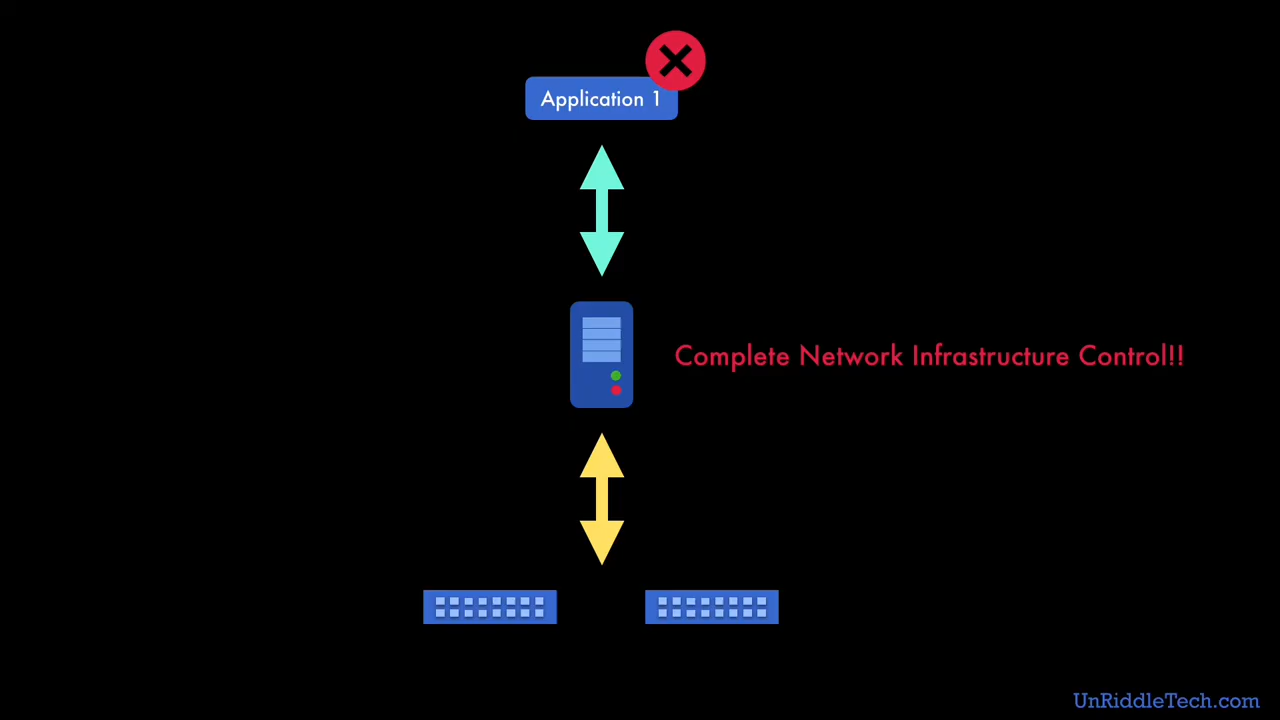 Application 1
Complete Network Infrastructure Control!!
UnRiddleTech.com